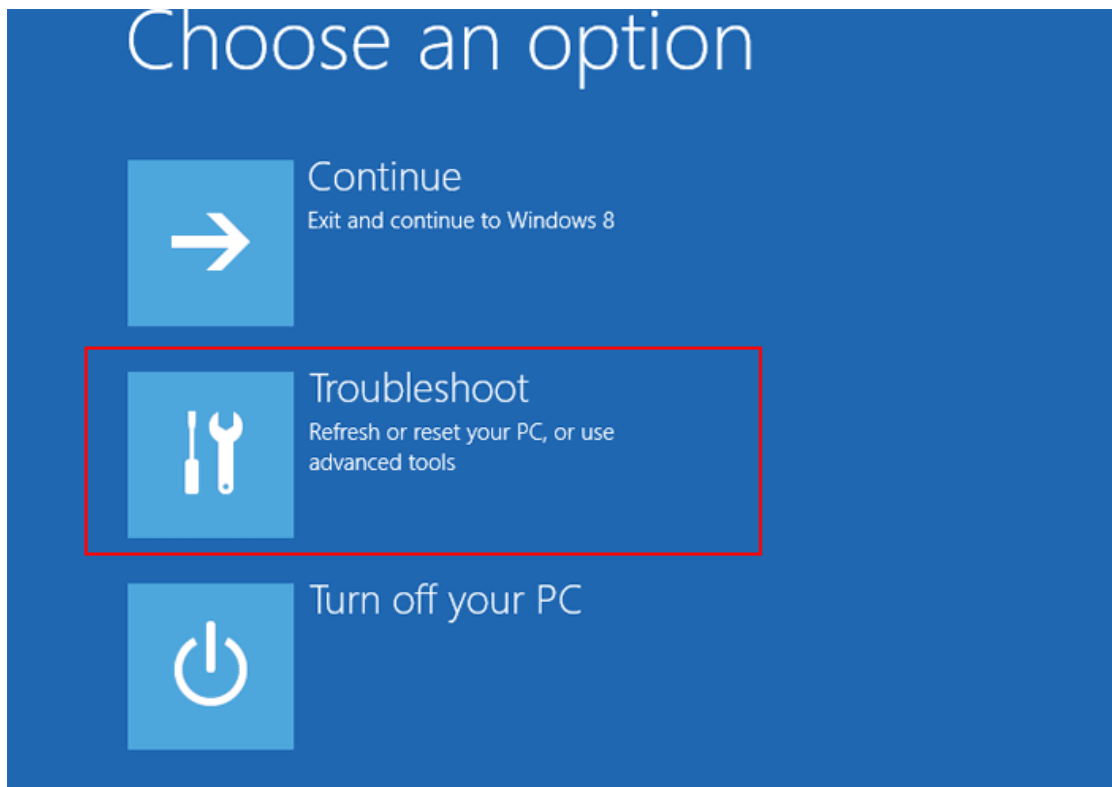 Choose an option
Continue
Exit and continue to Windows 8
Troubleshoot
Refresh or reset your PC, or use
advanced tools
Turn off your PC